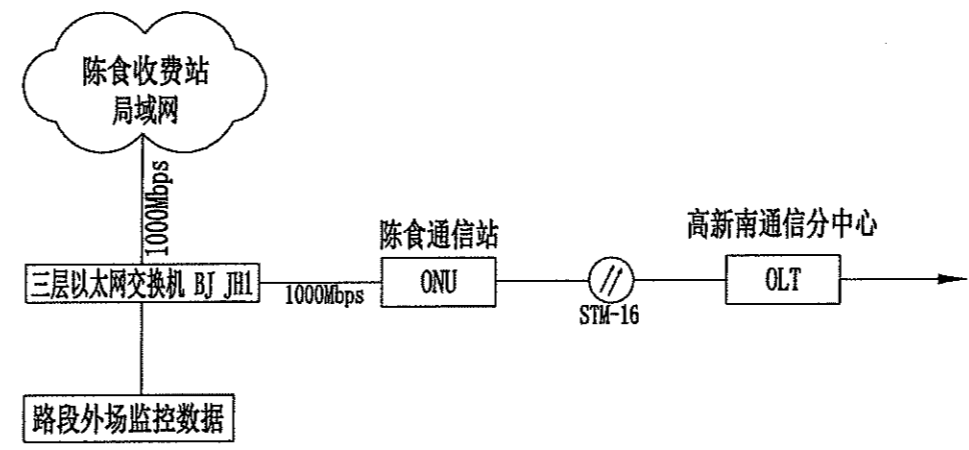 陈食收费站
局域网
1000Mbps
三层以太网交换机 BJ JH1
1000Mbps
陈食通信站
ONU
STM-16
高新南通信分中心
OLT
路段外场监控数据